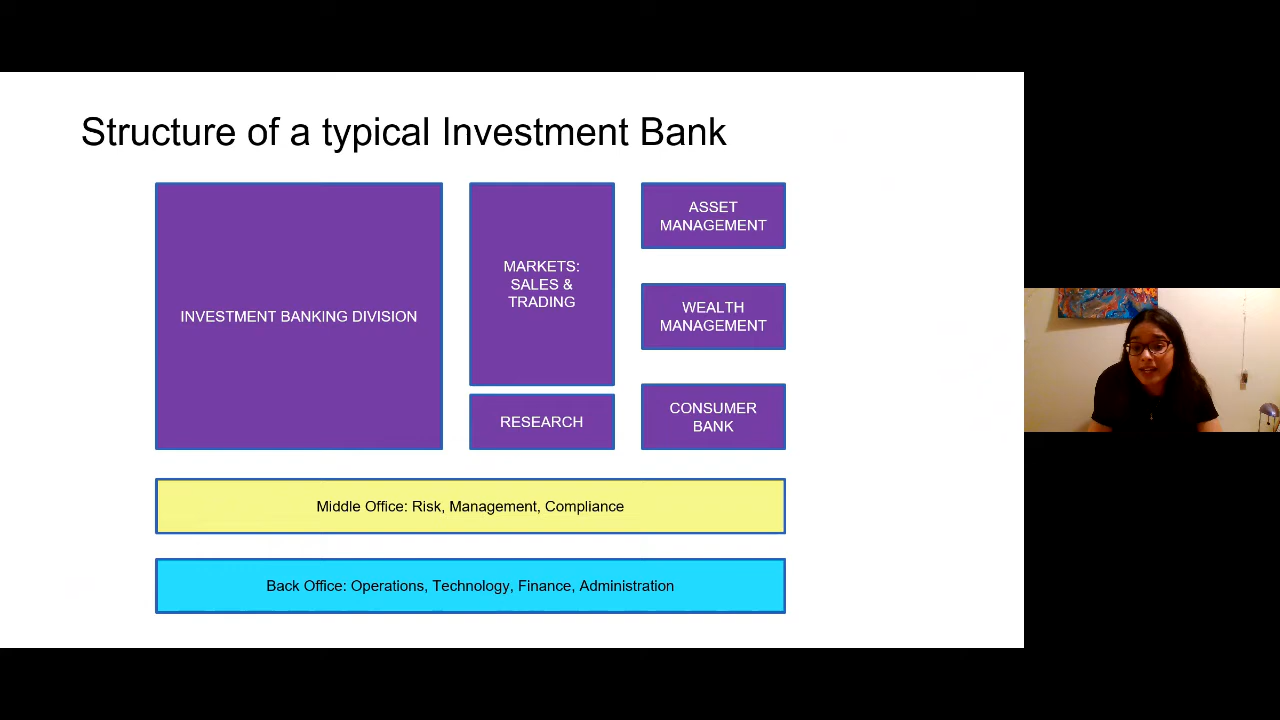 Structure of a typical Investment Bank
INVESTMENT BANKING DIVISION
MARKETS:
SALES &
TRADING
RESEARCH
ASSET
MANAGEMENT
WEALTH
MANAGEMENT
CONSUMER
BANK
Middle Office: Risk, Management, Compliance
Back Office: Operations, Technology, Finance, Administration